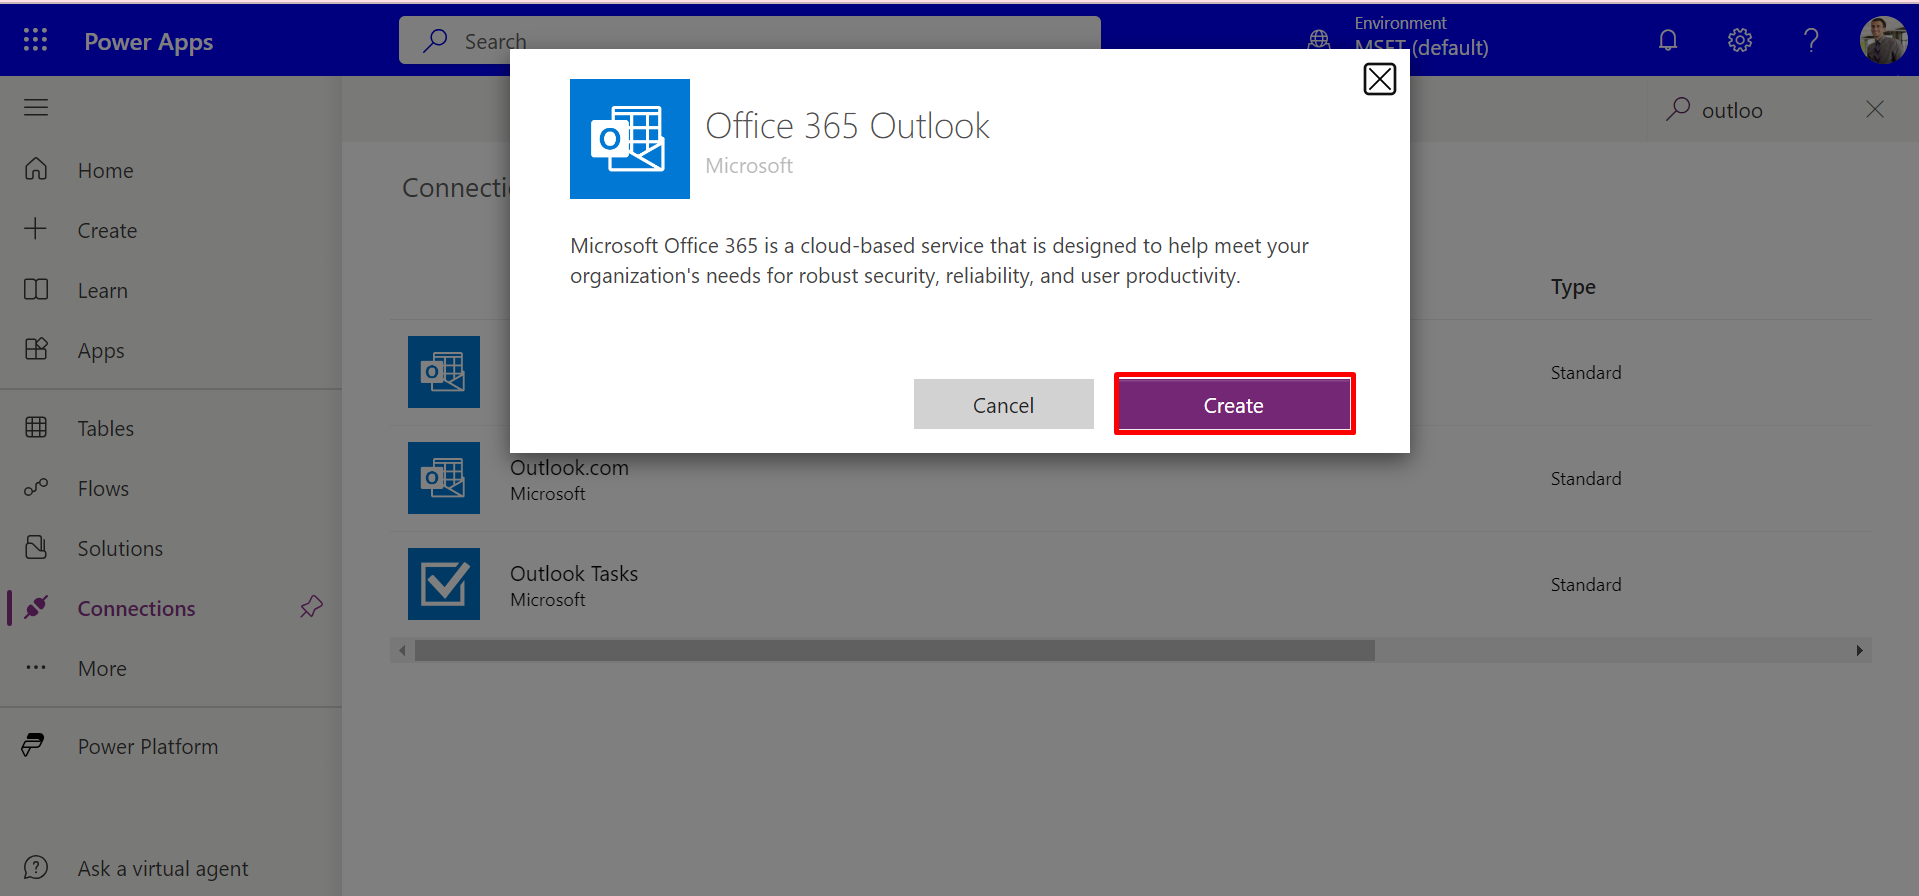 Power Apps
Search
Environment
MSFT (default)
Office 365 Outlook
Microsoft
Microsoft Office 365 is a cloud-based service that is designed to help meet your
organization's needs for robust security, reliability, and user productivity.
Cancel
Create
outloo
Home
Create
Learn
Apps
Tables
Flows
Solutions
Connections
More
Power Platform
Ask a virtual agent
Connecti
Type
Standard
Outlook.com
Microsoft
Standard
Outlook Tasks
Microsoft
Standard